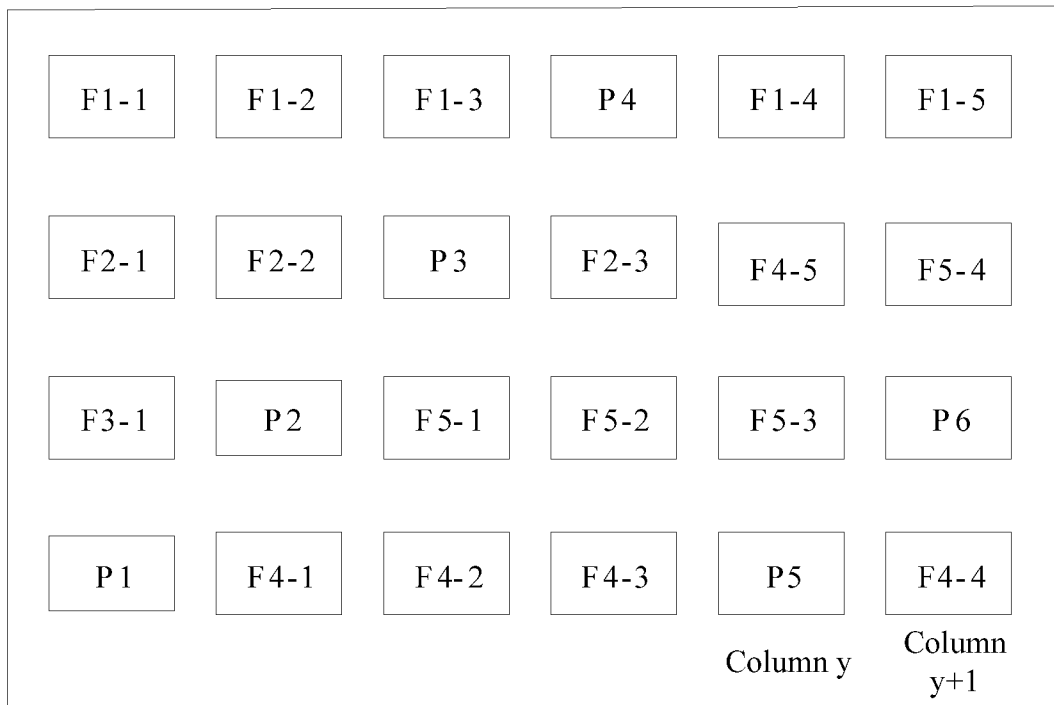 F1-1 F1-2 F1-3 P4 F1-4 F1-5
F2-1 F2-2 P3 F2-3 F4-5 F5-4
F3-1 P2 F5-1 F5-2 F5-3 P6
P1 F4-1 F4-2 F4-3 P5 F4-4
Column y
Column
y+1